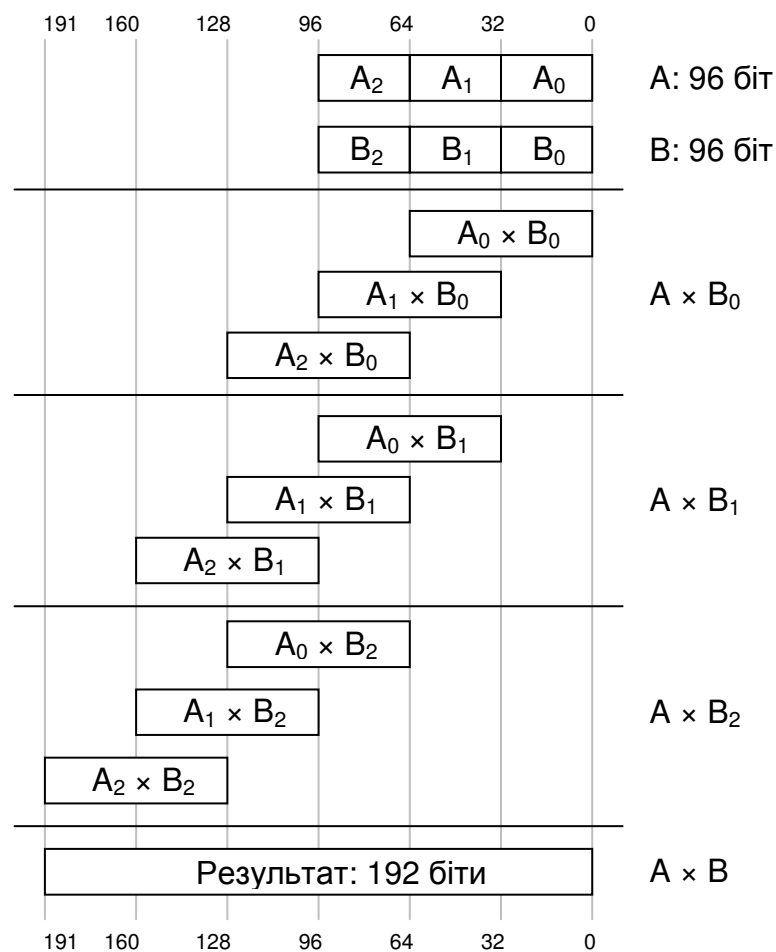 191 160 128 96 64 32 0
A₂ A₁ A₀ A: 96 біт
B₂ B₁ B₀ B: 96 біт
A₀ × B₀
A₁ × B₀ A × B₀
A₂ × B₀
A₀ × B₁
A₁ × B₁ A × B₁
A₂ × B₁
A₀ × B₂
A₁ × B₂ A × B₂
A₂ × B₂
Результат: 192 біти A × B
191 160 128 96 64 32 0